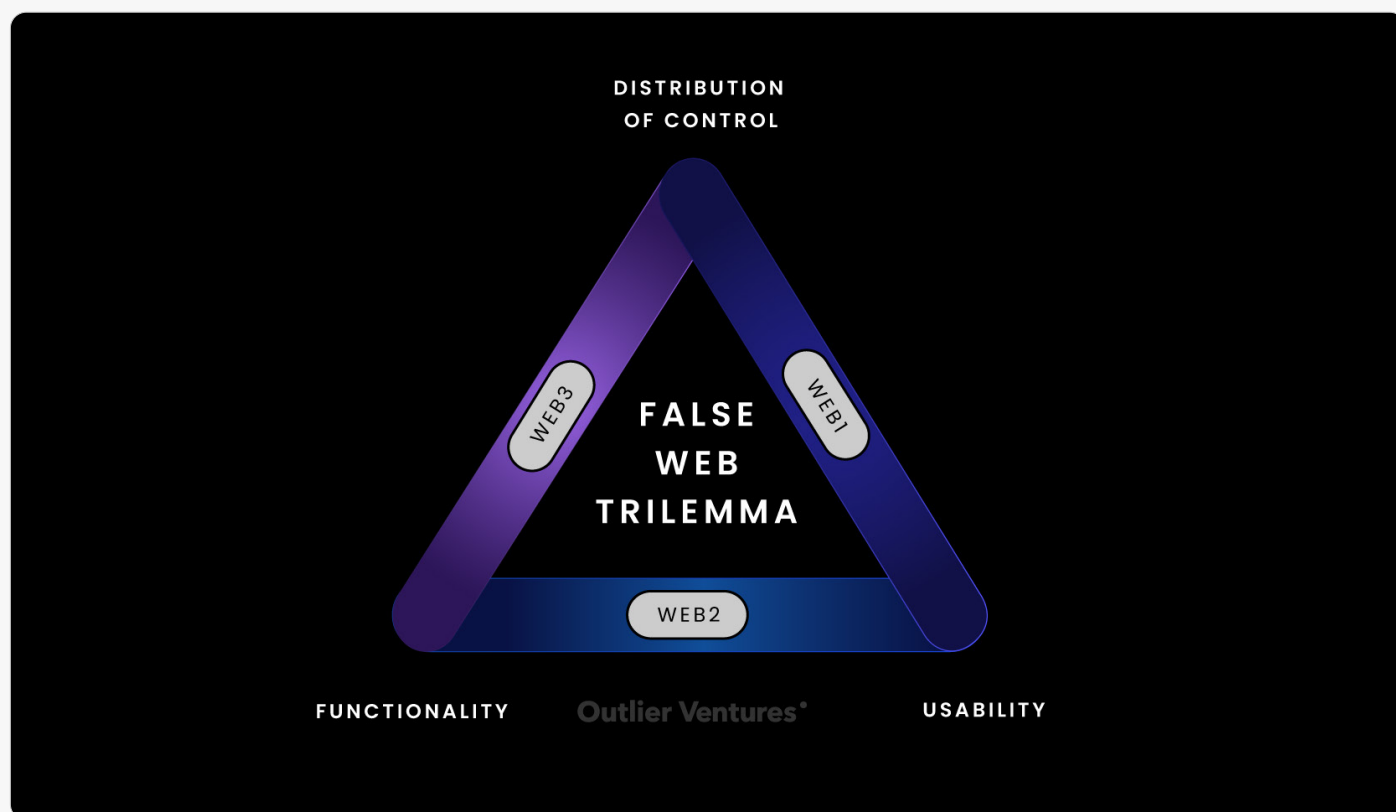 DISTRIBUTION
OF CONTROL
WEB3
WEB1
FALSE
WEB
TRILEMMA
WEB2
FUNCTIONALITY
Outlier Ventures
USABILITY